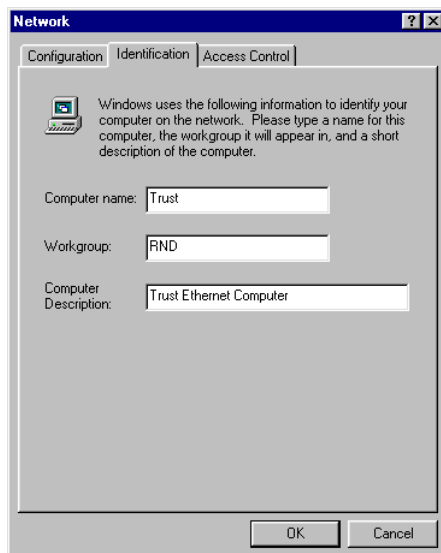 Network
Configuration Identification Access Control
Windows uses the following information to identify your
computer on the network. Please type a name for this
computer, the workgroup it will appear in, and a short
description of the computer.
Computer name: Trust
Workgroup: RND
Computer
Description: Trust Ethernet Computer
OK Cancel